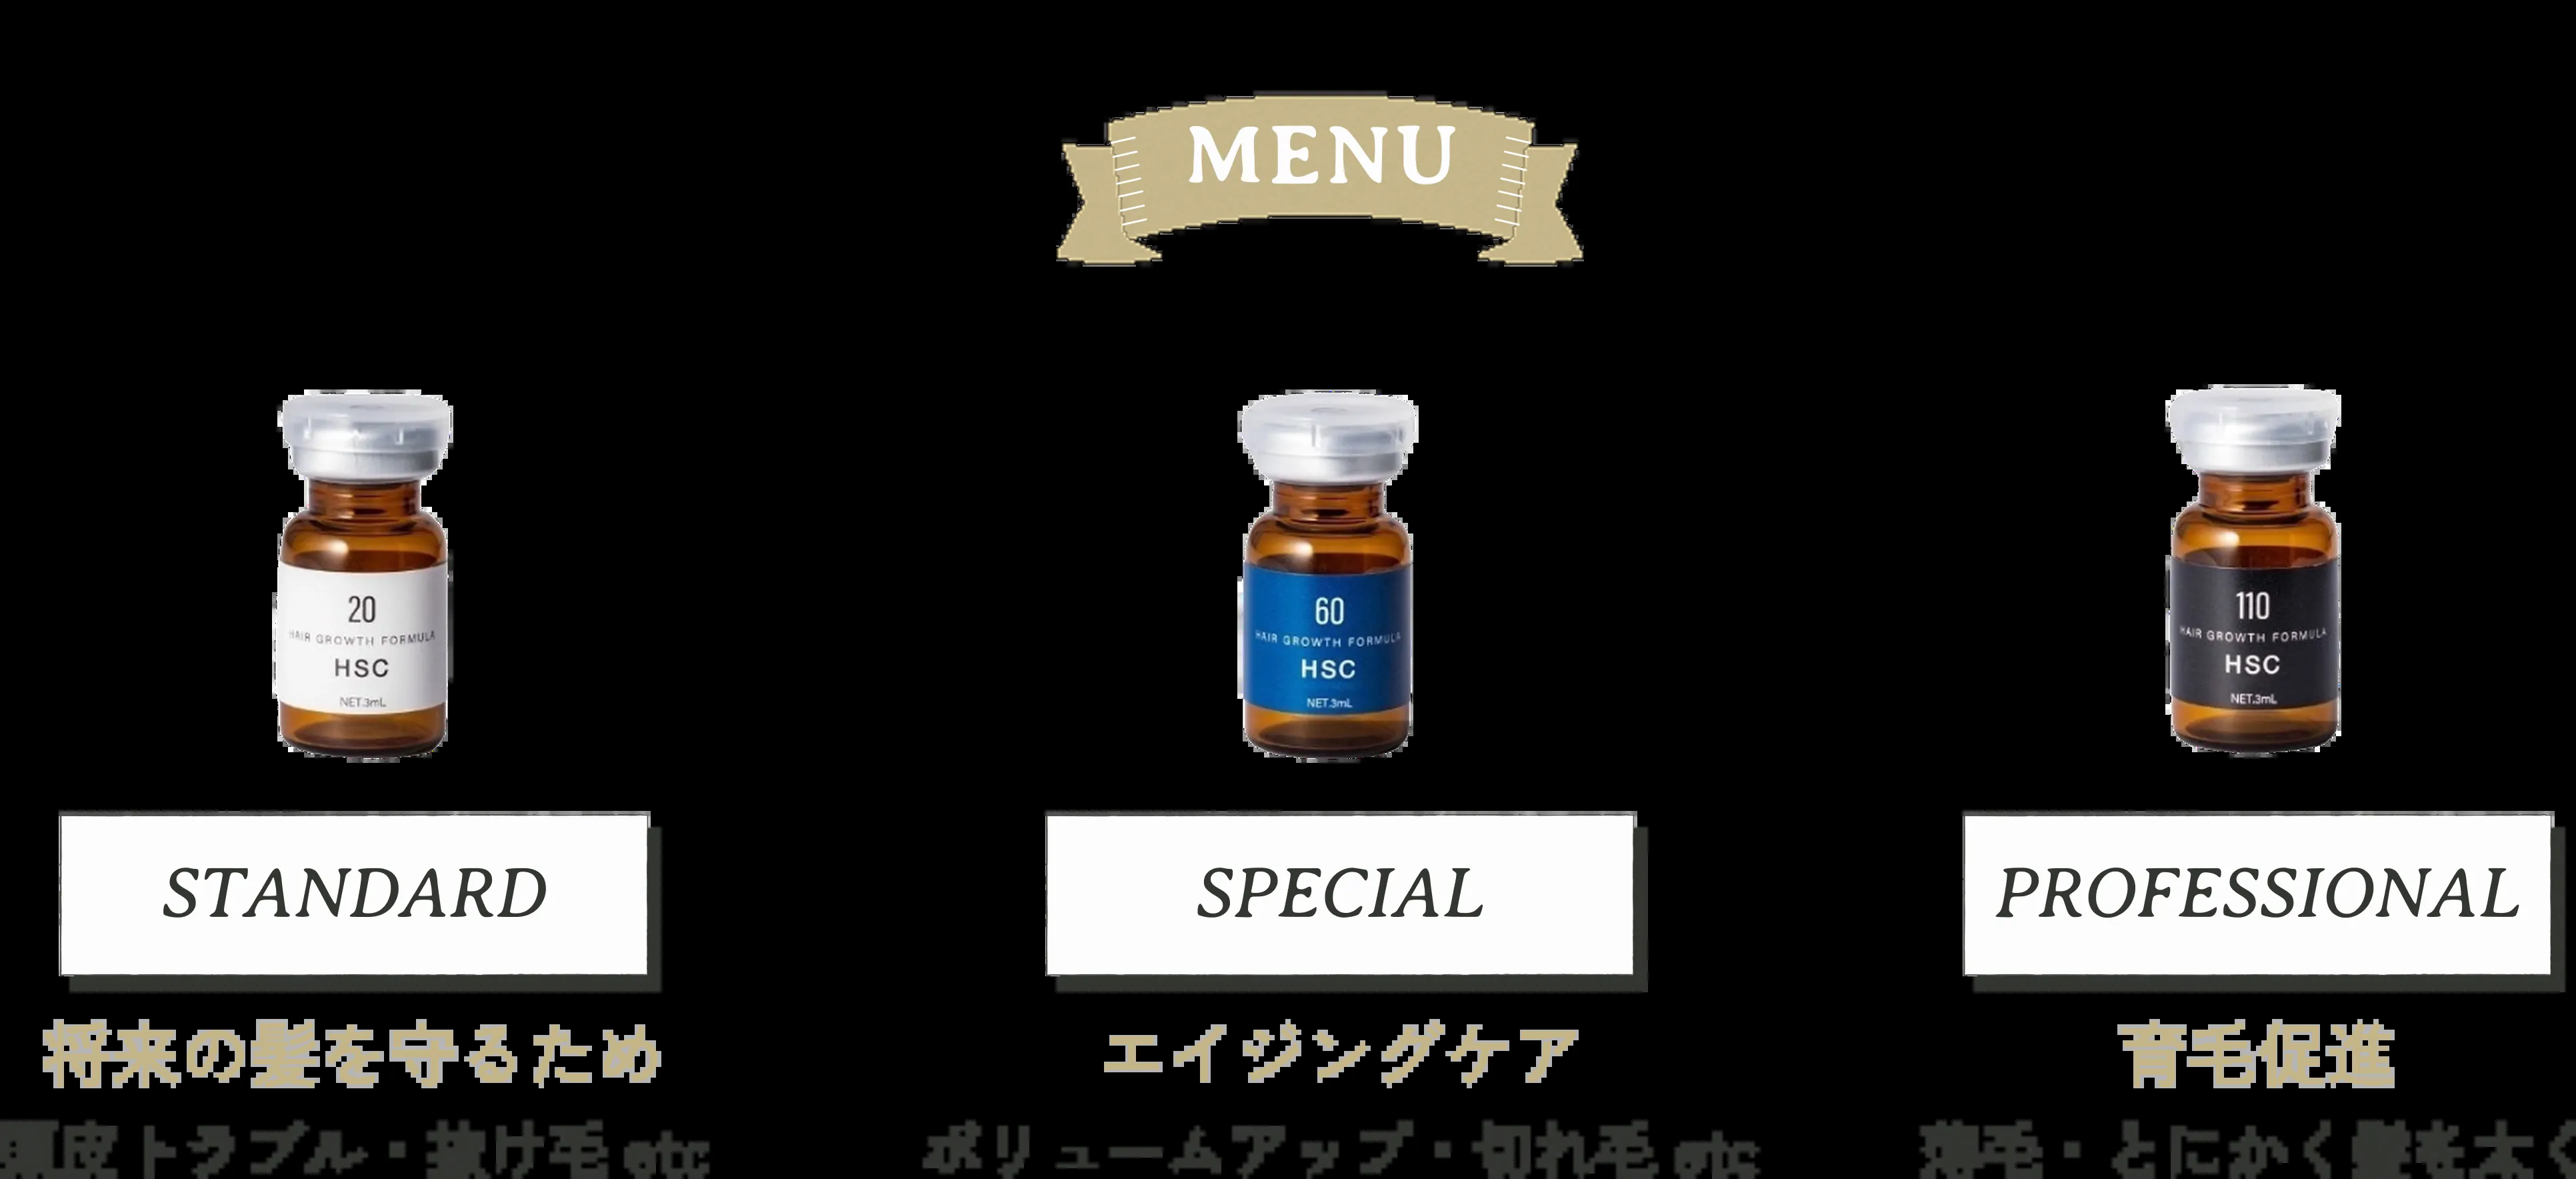 MENU
20
HAIR GROWTH FORMULA
HSC
NET.3mL
60
HAIR GROWTH FORMULA
HSC
NET.3mL
110
HAIR GROWTH FORMULA
HSC
NET.3mL
STANDARD
SPECIAL
PROFESSIONAL
将来の髪を守るため
エイジングケア
育毛促進
頭皮トラブル・抜け毛 etc
ボリュームアップ・切れ毛 etc
薄毛・とにかく髪を太く